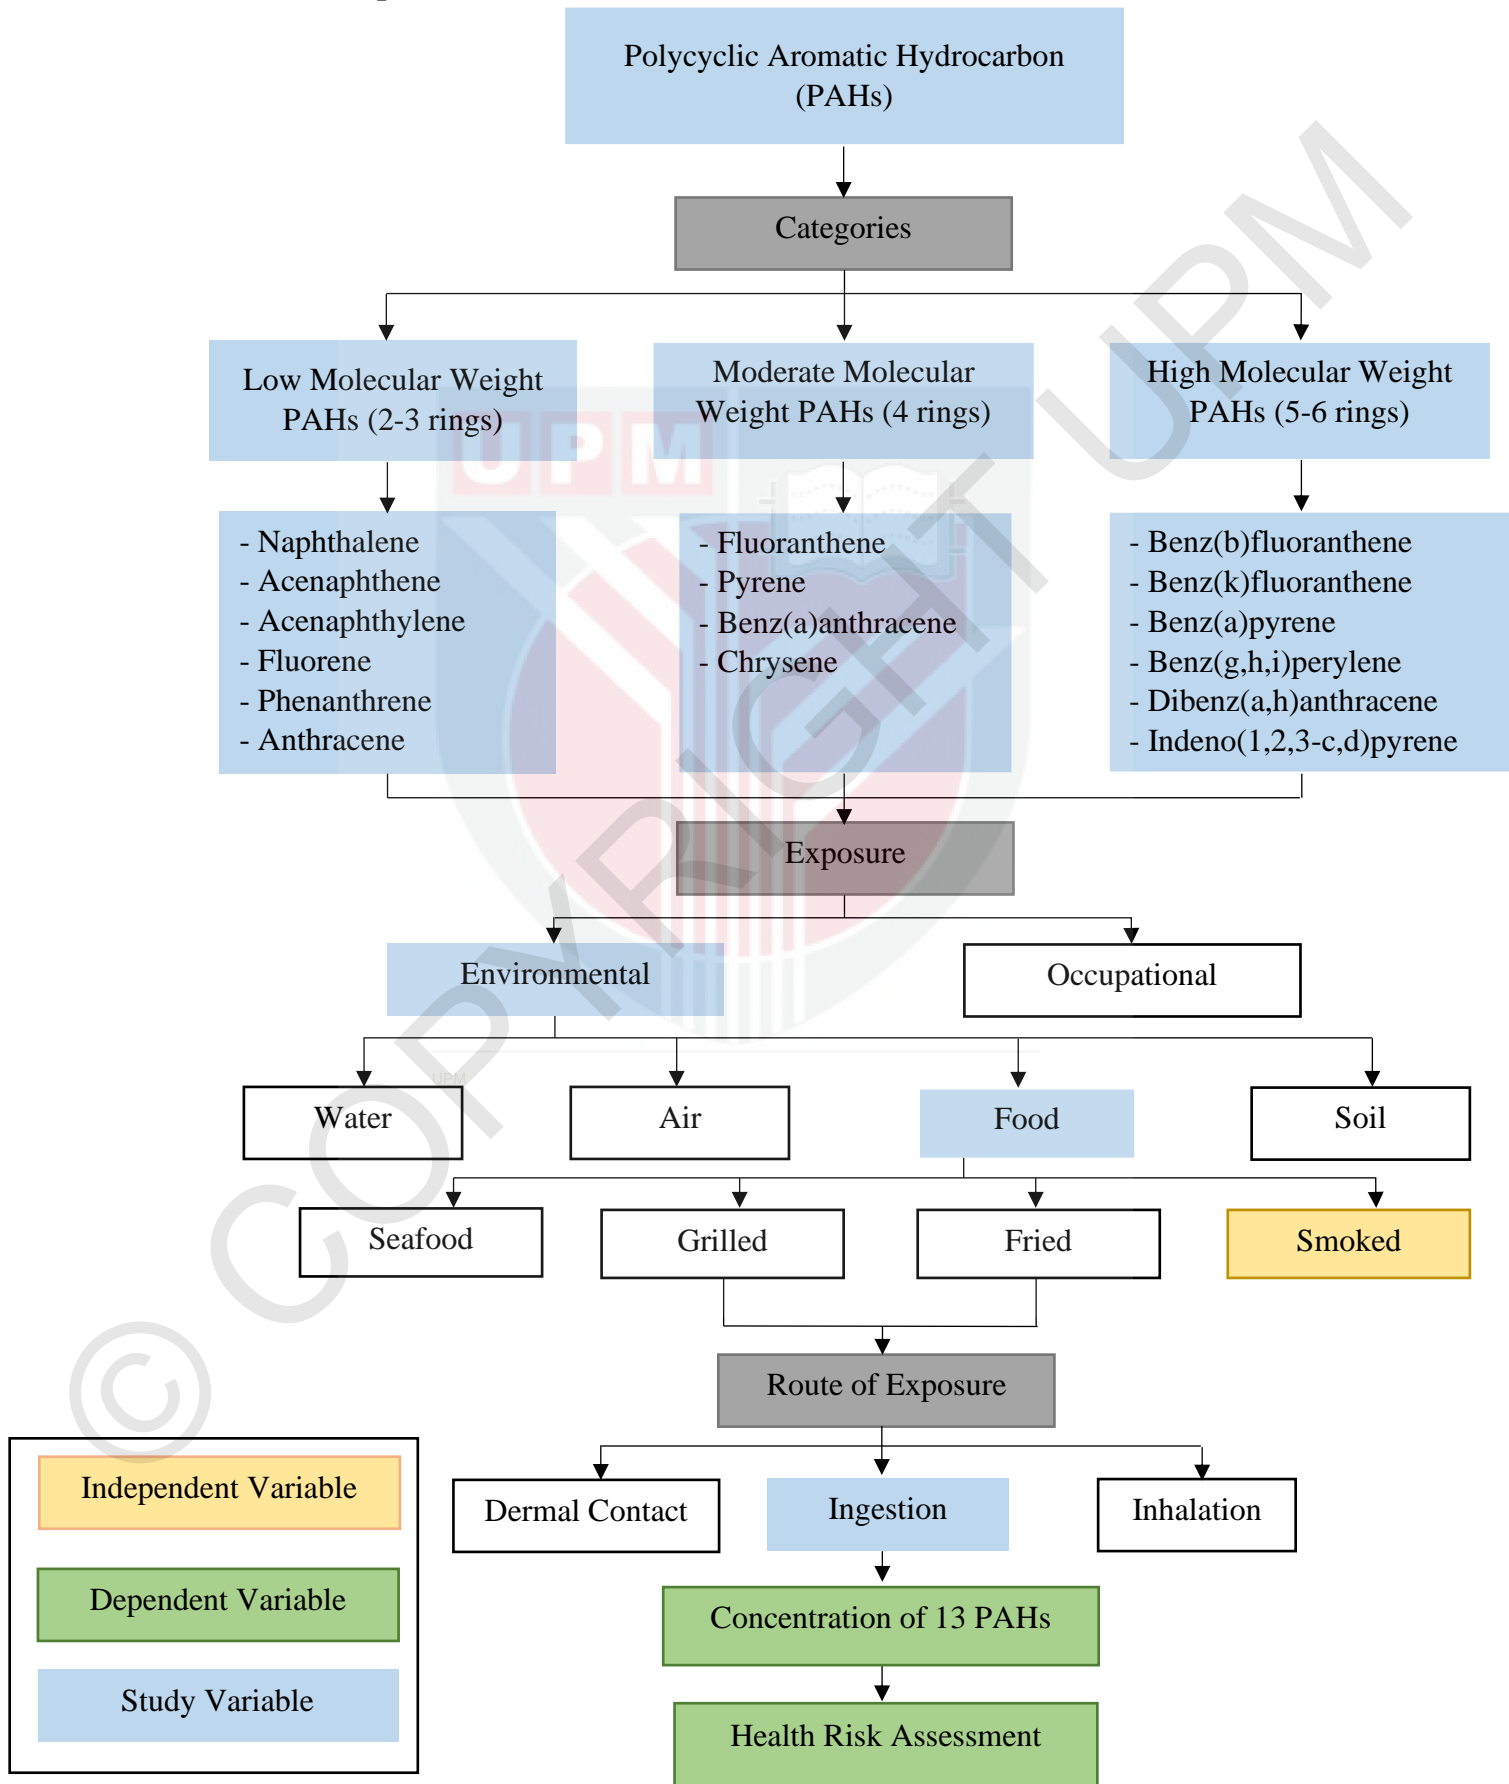 Polycyclic Aromatic Hydrocarbon
(PAHs)
Categories
Low Molecular Weight
PAHs (2-3 rings)
Moderate Molecular
Weight PAHs (4 rings)
High Molecular Weight
PAHs (5-6 rings)
- Naphthalene
- Acenaphthene
- Acenaphthylene
- Fluorene
- Phenanthrene
- Anthracene
- Fluoranthene
- Pyrene
- Benz(a)anthracene
- Chrysene
- Benz(b)fluoranthene
- Benz(k)fluoranthene
- Benz(a)pyrene
- Benz(g,h,i)perylene
- Dibenz(a,h)anthracene
- Indeno(1,2,3-c,d)pyrene
Exposure
Environmental
Occupational
Water
Air
Food
Soil
Seafood
Grilled
Fried
Smoked
Route of Exposure
Dermal Contact
Ingestion
Inhalation
Concentration of 13 PAHs
Health Risk Assessment
Independent Variable
Dependent Variable
Study Variable
UPM
UPM
© COPYRIGHT UPM